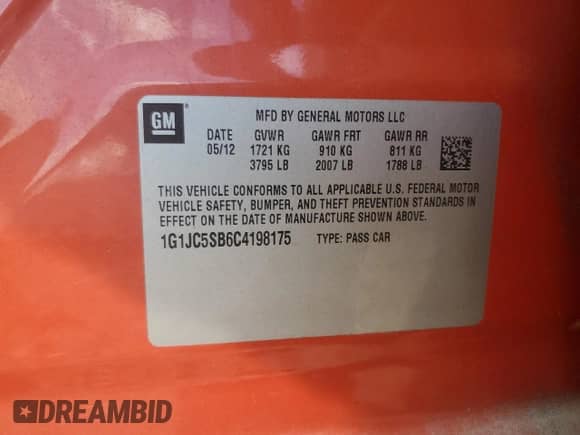 GM
MFD BY GENERAL MOTORS LLC
DATE GVWR GAWR FRT GAWR RR
05/12 1721 KG 910 KG 811 KG
3795 LB 2007 LB 1788 LB
THIS VEHICLE CONFORMS TO ALL APPLICABLE U.S. FEDERAL MOTOR
VEHICLE SAFETY, BUMPER, AND THEFT PREVENTION STANDARDS IN
EFFECT ON THE DATE OF MANUFACTURE SHOWN ABOVE.
1G1JC5SB6C4198175 TYPE: PASS CAR
DREAMBID